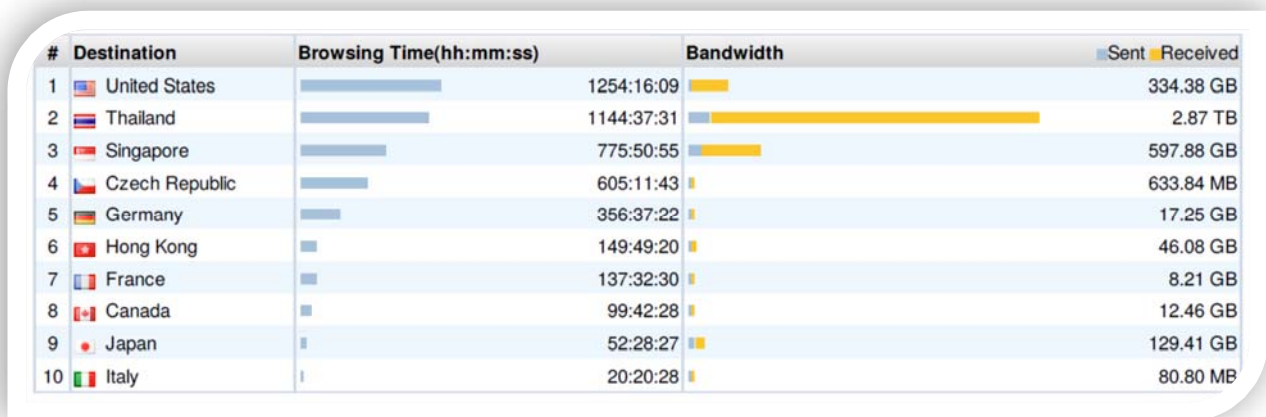 # Destination Browsing Time(hh:mm:ss) Bandwidth Sent Received
1 United States 1254:16:09 334.38 GB
2 Thailand 1144:37:31 2.87 TB
3 Singapore 775:50:55 597.88 GB
4 Czech Republic 605:11:43 633.84 MB
5 Germany 356:37:22 17.25 GB
6 Hong Kong 149:49:20 46.08 GB
7 France 137:32:30 8.21 GB
8 Canada 99:42:28 12.46 GB
9 Japan 52:28:27 129.41 GB
10 Italy 20:20:28 80.80 MB